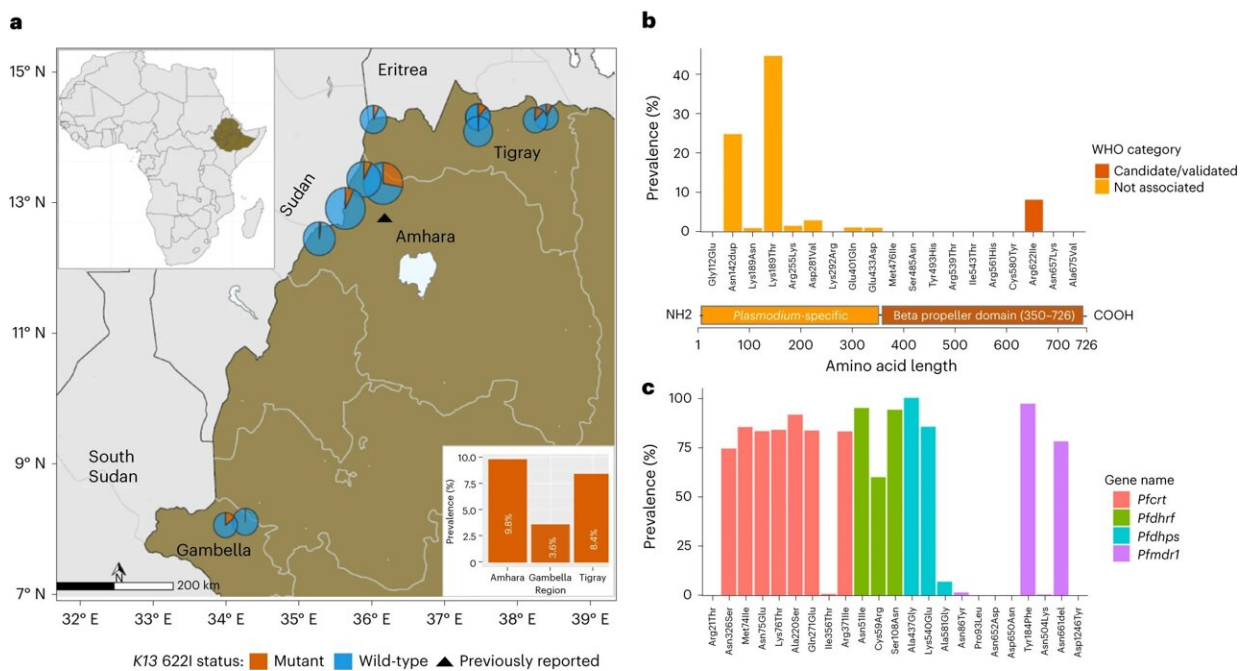 a
15° N
13° N
11° N
9° N
7° N
Eritrea
Tigray
Sudan
Amhara
South
Sudan
Gambella
N
200 km
33° E
34° E
35° E
36° E
37° E
38° E
39° E
Prevalence (%)
10.0
7.5
5.0
2.5
0
9.8%
3.6%
8.4%
Amhara
Gambella
Tigray
Region
K13 622I status:
Mutant
Wild-type
Previously reported
b
Prevalence (%)
40
30
20
10
0
Gly112Glu
Asn142dup
Lys189Asn
Lys189Thr
Arg255Lys
Asp281Val
Lys292Arg
Glu401Gln
Glu433Asp
Met476Ile
Ser485Asn
Tyr493His
Arg539Thr
Ile543Thr
Arg561His
Cys580Tyr
Arg622Ile
Asn657Lys
Ala675Val
WHO category
Candidate/validated
Not associated
NH2
Plasmodium-specific
Beta propeller domain (350–726)
COOH
1
100
200
300
400
500
600
700
726
Amino acid length
c
Prevalence (%)
100
75
50
25
0
Arg21Thr
Asn326Ser
Met74Ile
Asn75Glu
Lys76Thr
Ala220Ser
Gln271Glu
Ile356Thr
Arg371Ile
Asn51Ile
Cys59Arg
Ser108Asn
Ala437Gly
Lys540Glu
Ala581Gly
Asn86Tyr
Pro93Leu
Asn652Asp
Asp650Asn
Tyr184Phe
Asn504Lys
Asn661del
Asp1246Tyr
Gene name
Pfcrt
Pfdhrf
Pfdhps
Pfmdr1